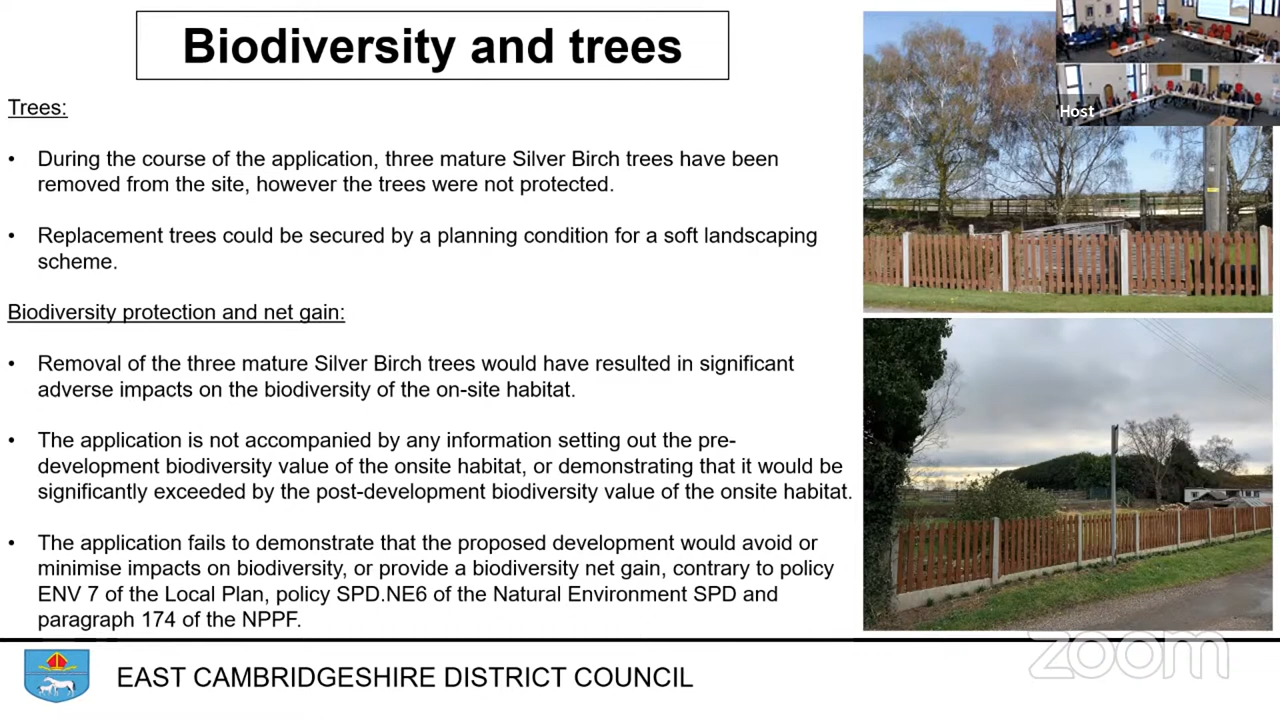 Biodiversity and trees
Trees:
• During the course of the application, three mature Silver Birch trees have been
removed from the site, however the trees were not protected.
• Replacement trees could be secured by a planning condition for a soft landscaping
scheme.
Biodiversity protection and net gain:
• Removal of the three mature Silver Birch trees would have resulted in significant
adverse impacts on the biodiversity of the on-site habitat.
• The application is not accompanied by any information setting out the pre-
development biodiversity value of the onsite habitat, or demonstrating that it would be
significantly exceeded by the post-development biodiversity value of the onsite habitat.
• The application fails to demonstrate that the proposed development would avoid or
minimise impacts on biodiversity, or provide a biodiversity net gain, contrary to policy
ENV 7 of the Local Plan, policy SPD.NE6 of the Natural Environment SPD and
paragraph 174 of the NPPF.
Host
EAST CAMBRIDGESHIRE DISTRICT COUNCIL
zoom